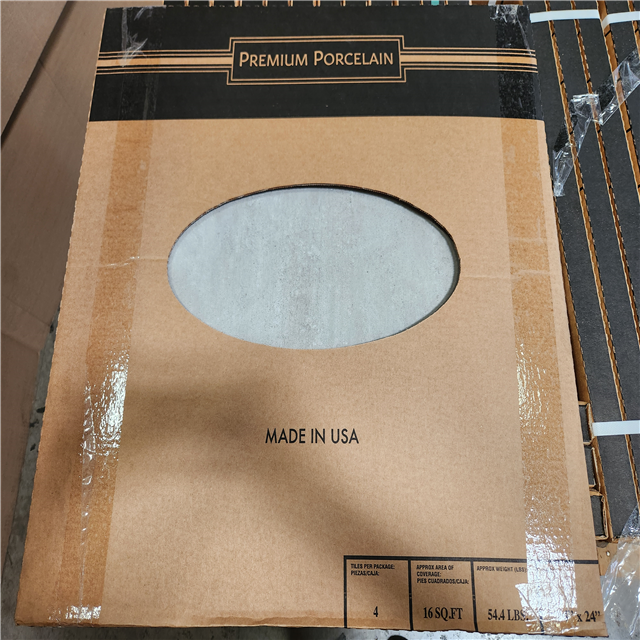 PREMIUM PORCELAIN
MADE IN USA
TILES PER PACKAGE:
PIEZAS/CAJA:
4
APPROX AREA OF
COVERAGE:
PIES CUADRADOS/CAJA:
16 SQ.FT
APPROX WEIGHT (LBS)
54.4 LBS.
x 24”